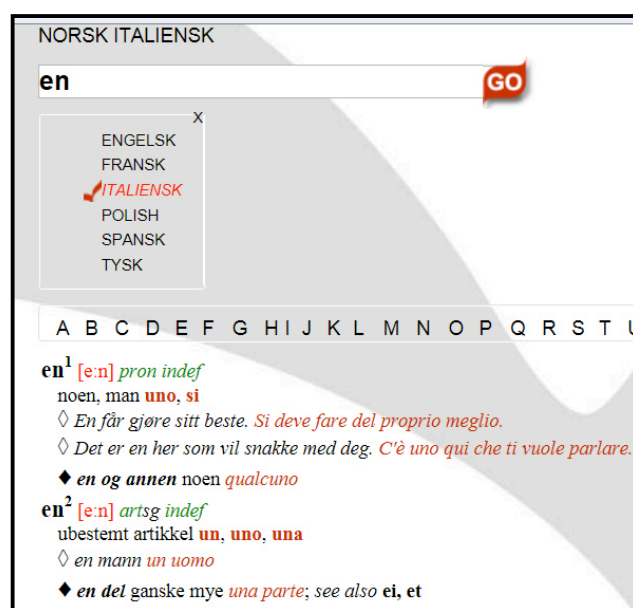 NORSK ITALIENSK
en
GO
X
ENGELSK
FRANSK
ITALIENSK
POLISH
SPANSK
TYSK
A B C D E F G H I J K L M N O P Q R S T U
en¹ [e:n] pron indef
noen, man uno, si
◊ En får gjøre sitt beste. Si deve fare del proprio meglio.
◊ Det er en her som vil snakke med deg. C'è uno qui che ti vuole parlare.
♦ en og annen noen qualcuno
en² [e:n] artsg indef
ubestemt artikkel un, uno, una
◊ en mann un uomo
♦ en del ganske mye una parte; see also ei, et